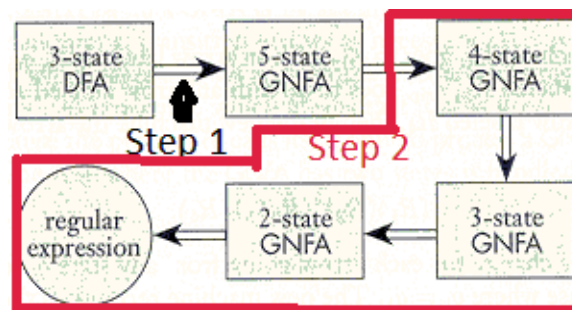 3-state
DFA
5-state
GNFA
4-state
GNFA
Step 1
Step 2
regular
expression
2-state
GNFA
3-state
GNFA